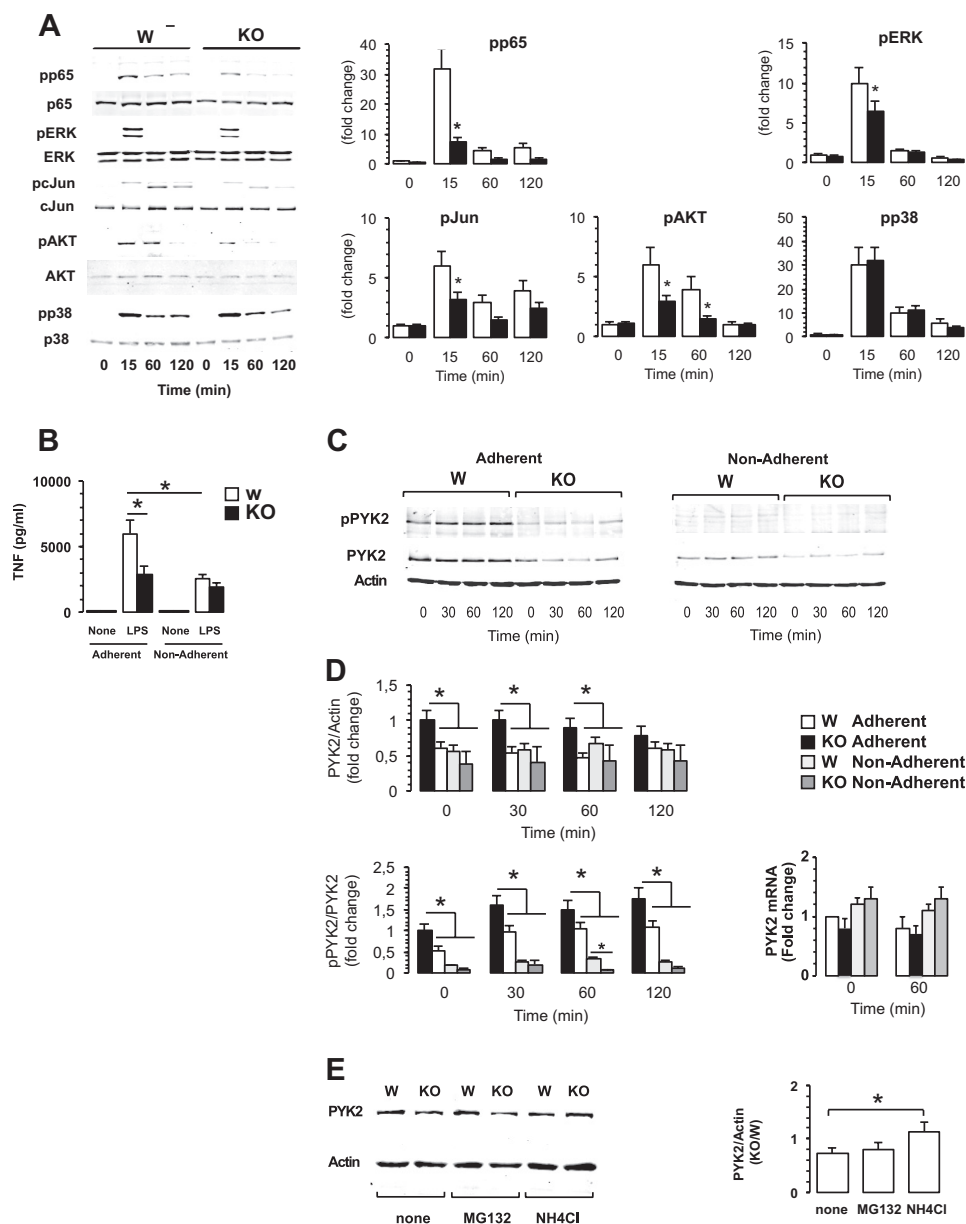 A
W – KO
pp65
p65
pERK
ERK
pcJun
cJun
pAKT
AKT
pp38
p38
0 15 60 120 0 15 60 120
Time (min)
pp65
(fold change)
40
30
20
10
0
0 15 60 120
pERK
(fold change)
15
10
5
0
*
0 15 60 120
pJun
(fold change)
10
5
0
*
0 15 60 120
Time (min)
pAKT
10
5
0
* *
0 15 60 120
Time (min)
pp38
50
40
30
20
10
0
0 15 60 120
Time (min)
B
TNF (pg/ml)
10000
5000
0
* *
W
KO
None LPS None LPS
Adherent Non-Adherent
C
Adherent Non-Adherent
W KO W KO
pPYK2
PYK2
Actin
0 30 60 120 0 30 60 120 0 30 60 120 0 30 60 120
Time (min) Time (min)
D
PYK2/Actin
(fold change)
1,5
1
0,5
0
* * *
0 30 60 120
Time (min)
W Adherent
KO Adherent
W Non-Adherent
KO Non-Adherent
pPYK2/PYK2
(fold change)
2,5
2
1,5
1
0,5
0
* * * * *
0 30 60 120
Time (min)
PYK2 mRNA
(Fold change)
2
1
0
0 60
Time (min)
E
W KO W KO W KO
PYK2
Actin
none MG132 NH4Cl
PYK2/Actin
(KO/W)
2
1
0
*
none MG132 NH4Cl